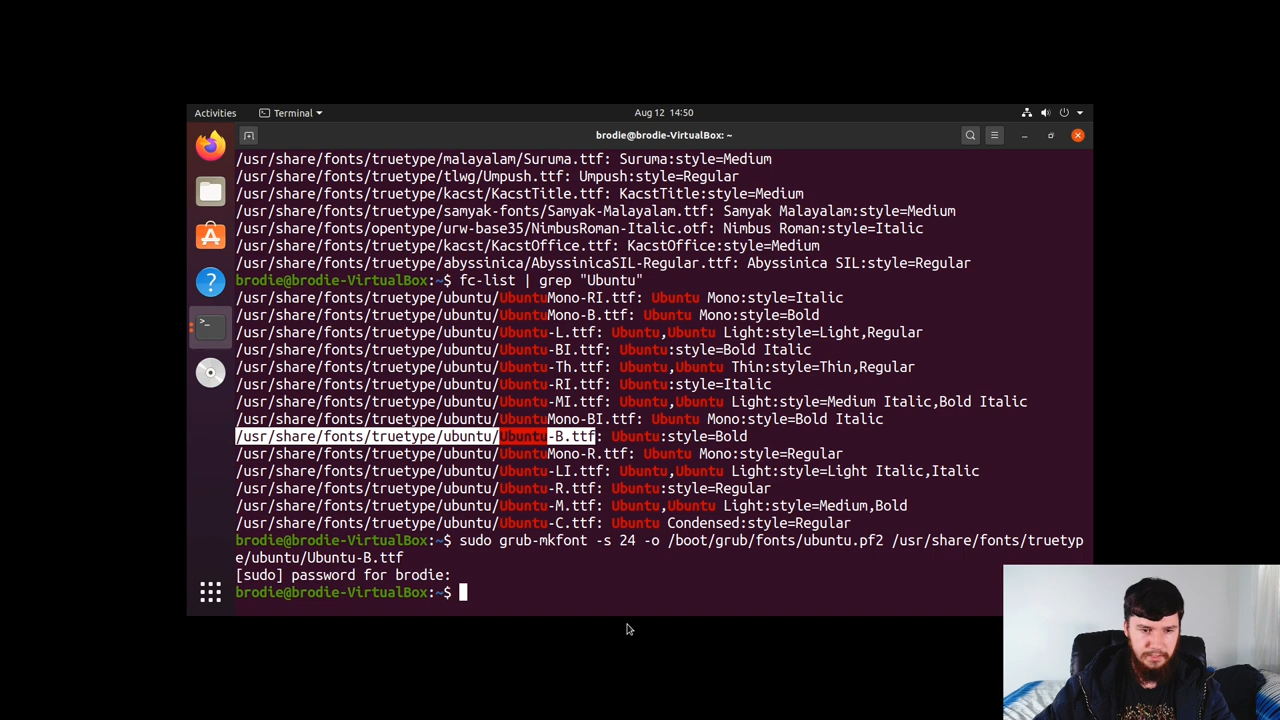 Activities
Terminal
Aug 12 14:50
brodie@brodie-VirtualBox: ~
/usr/share/fonts/truetype/malayalam/Suruma.ttf: Suruma:style=Medium
/usr/share/fonts/truetype/tlwg/Umpush.ttf: Umpush:style=Regular
/usr/share/fonts/truetype/kacst/KacstTitle.ttf: KacstTitle:style=Medium
/usr/share/fonts/truetype/samyak-fonts/Samyak-Malayalam.ttf: Samyak Malayalam:style=Medium
/usr/share/fonts/opentype/urw-base35/NimbusRoman-Italic.otf: Nimbus Roman:style=Italic
/usr/share/fonts/truetype/kacst/KacstOffice.ttf: KacstOffice:style=Medium
/usr/share/fonts/truetype/abyssinica/AbyssinicaSIL-Regular.ttf: Abyssinica SIL:style=Regular
brodie@brodie-VirtualBox:~$ fc-list | grep "Ubuntu"
/usr/share/fonts/truetype/ubuntu/UbuntuMono-RI.ttf: Ubuntu Mono:style=Italic
/usr/share/fonts/truetype/ubuntu/UbuntuMono-B.ttf: Ubuntu Mono:style=Bold
/usr/share/fonts/truetype/ubuntu/Ubuntu-L.ttf: Ubuntu,Ubuntu Light:style=Light,Regular
/usr/share/fonts/truetype/ubuntu/Ubuntu-BI.ttf: Ubuntu:style=Bold Italic
/usr/share/fonts/truetype/ubuntu/Ubuntu-Th.ttf: Ubuntu,Ubuntu Thin:style=Thin,Regular
/usr/share/fonts/truetype/ubuntu/Ubuntu-RI.ttf: Ubuntu:style=Italic
/usr/share/fonts/truetype/ubuntu/Ubuntu-MI.ttf: Ubuntu,Ubuntu Light:style=Medium Italic,Bold Italic
/usr/share/fonts/truetype/ubuntu/UbuntuMono-BI.ttf: Ubuntu Mono:style=Bold Italic
/usr/share/fonts/truetype/ubuntu/Ubuntu-B.ttf: Ubuntu:style=Bold
/usr/share/fonts/truetype/ubuntu/UbuntuMono-R.ttf: Ubuntu Mono:style=Regular
/usr/share/fonts/truetype/ubuntu/Ubuntu-LI.ttf: Ubuntu,Ubuntu Light:style=Light Italic,Italic
/usr/share/fonts/truetype/ubuntu/Ubuntu-R.ttf: Ubuntu:style=Regular
/usr/share/fonts/truetype/ubuntu/Ubuntu-M.ttf: Ubuntu,Ubuntu Light:style=Medium,Bold
/usr/share/fonts/truetype/ubuntu/Ubuntu-C.ttf: Ubuntu Condensed:style=Regular
brodie@brodie-VirtualBox:~$ sudo grub-mkfont -s 24 -o /boot/grub/fonts/ubuntu.pf2 /usr/share/fonts/truetyp
e/ubuntu/Ubuntu-B.ttf
[sudo] password for brodie:
brodie@brodie-VirtualBox:~$